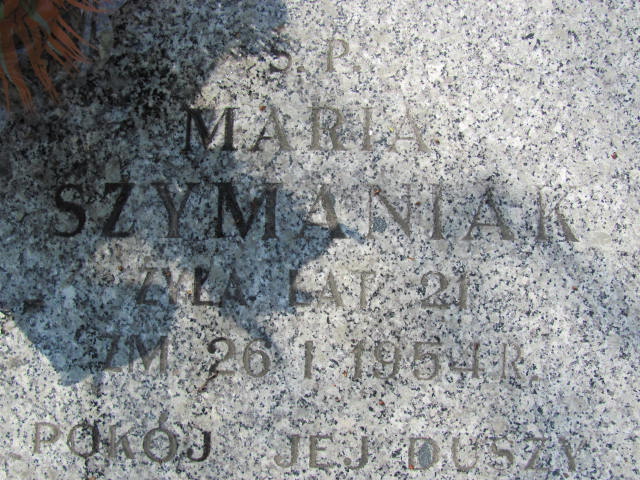 Ś. P.
MARIA
SZYMANIAK
ŻYŁA LAT 21
ZM. 26 I 1954 R.
POKÓJ JEJ DUSZY